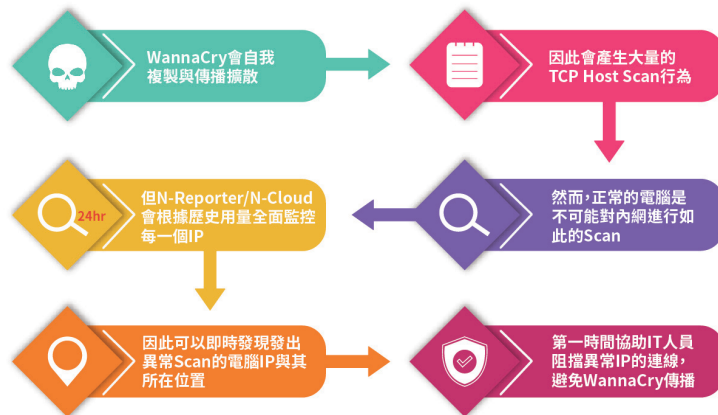 WannaCry會自我
複製與傳播擴散
因此會產生大量的
TCP Host Scan行為
然而,正常的電腦是
不可能對內網進行如
此的Scan
24hr
但N-Reporter/N-Cloud
會根據歷史用量全面監控
每一個IP
因此可以即時發現發出
異常Scan的電腦IP與其
所在位置
第一時間協助IT人員
阻擋異常IP的連線,
避免WannaCry傳播